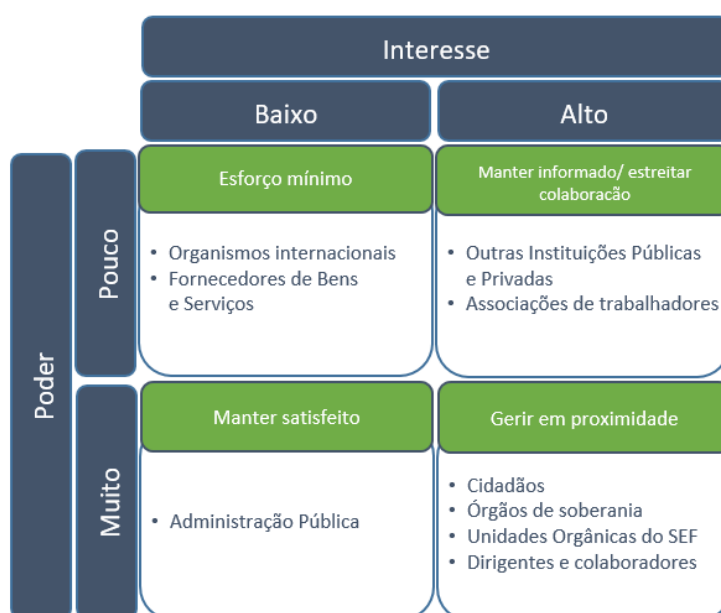 Interesse
Baixo
Alto
Poder
Pouco
Esforço mínimo
• Organismos internacionais
• Fornecedores de Bens
e Serviços
Manter informado/ estreitar
colaboracão
• Outras Instituições Públicas
e Privadas
• Associações de trabalhadores
Muito
Manter satisfeito
• Administração Pública
Gerir em proximidade
• Cidadãos
• Órgãos de soberania
• Unidades Orgânicas do SEF
• Dirigentes e colaboradores